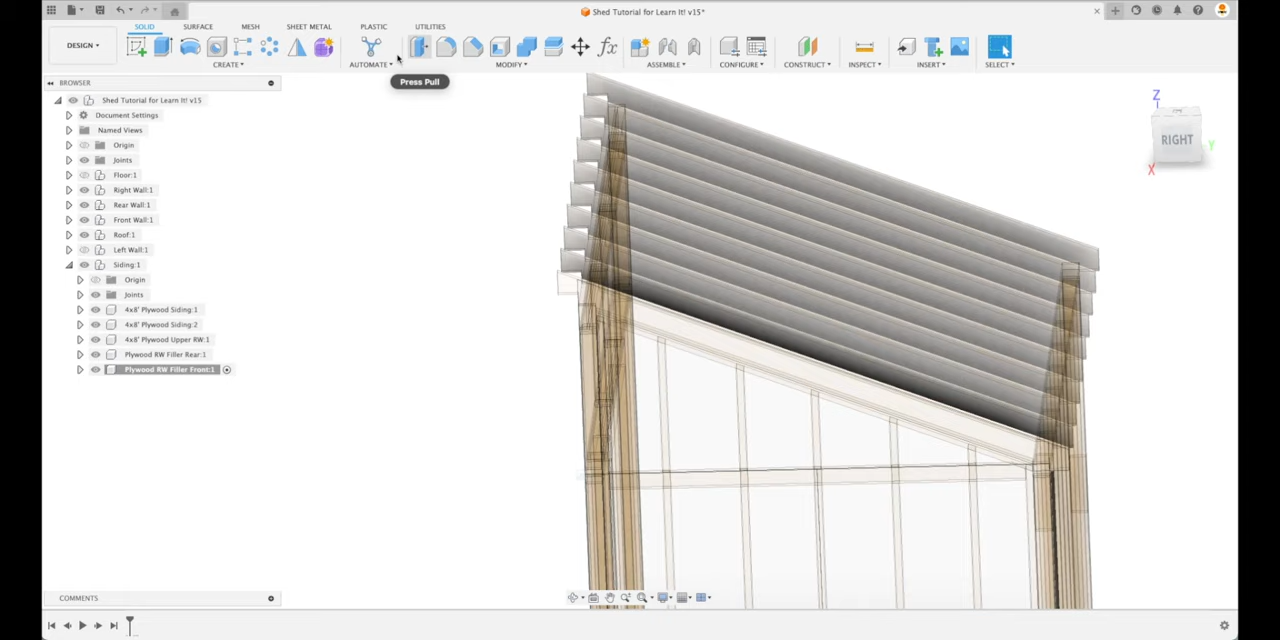 Shed Tutorial for Learn It! v15*
SOLID SURFACE MESH SHEET METAL PLASTIC UTILITIES
DESIGN
CREATE AUTOMATE MODIFY ASSEMBLE CONFIGURE CONSTRUCT INSPECT INSERT SELECT
fx
Press Pull
BROWSER
Shed Tutorial for Learn It! v15
Document Settings
Named Views
Origin
Joints
Floor:1
Right Wall:1
Rear Wall:1
Front Wall:1
Roof:1
Left Wall:1
Siding:1
Origin
Joints
4x8' Plywood Siding:1
4x8' Plywood Siding:2
4x8' Plywood Upper RW:1
Plywood RW Filler Rear:1
Plywood RW Filler Front:1
Z
RIGHT
Y
X
COMMENTS